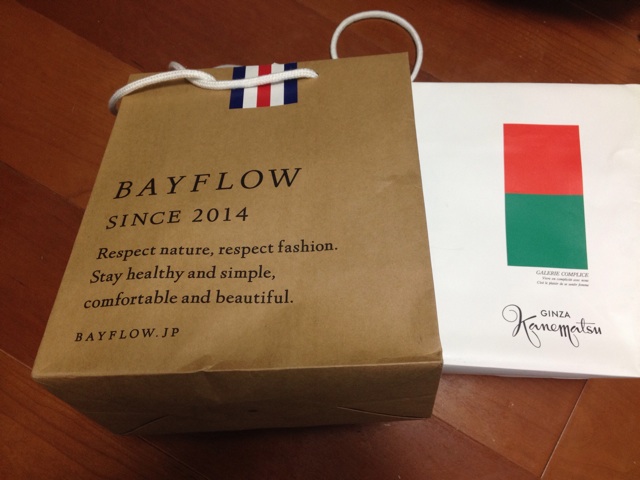 BAYFLOW
SINCE 2014
Respect nature, respect fashion.
Stay healthy and simple,
comfortable and beautiful.
BAYFLOW.JP
GALERIE COMPLICE
GINZA
Kanematsu